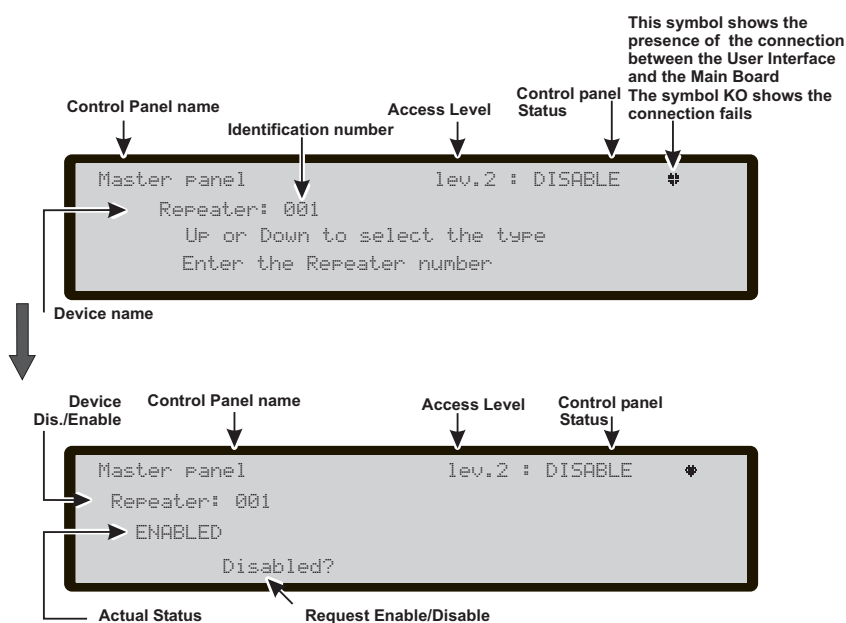 This symbol shows the
presence of the connection
between the User Interface
and the Main Board
The symbol KO shows the
connection fails
Control panel
Status
Control Panel name
Access Level
Identification number
Master panel lev.2 : DISABLE
Repeater: 001
Up or Down to select the type
Enter the Repeater number
Device name
Device
Dis./Enable
Control Panel name
Access Level
Control panel
Status
Master panel lev.2 : DISABLE
Repeater: 001
ENABLED
Disabled?
Actual Status
Request Enable/Disable